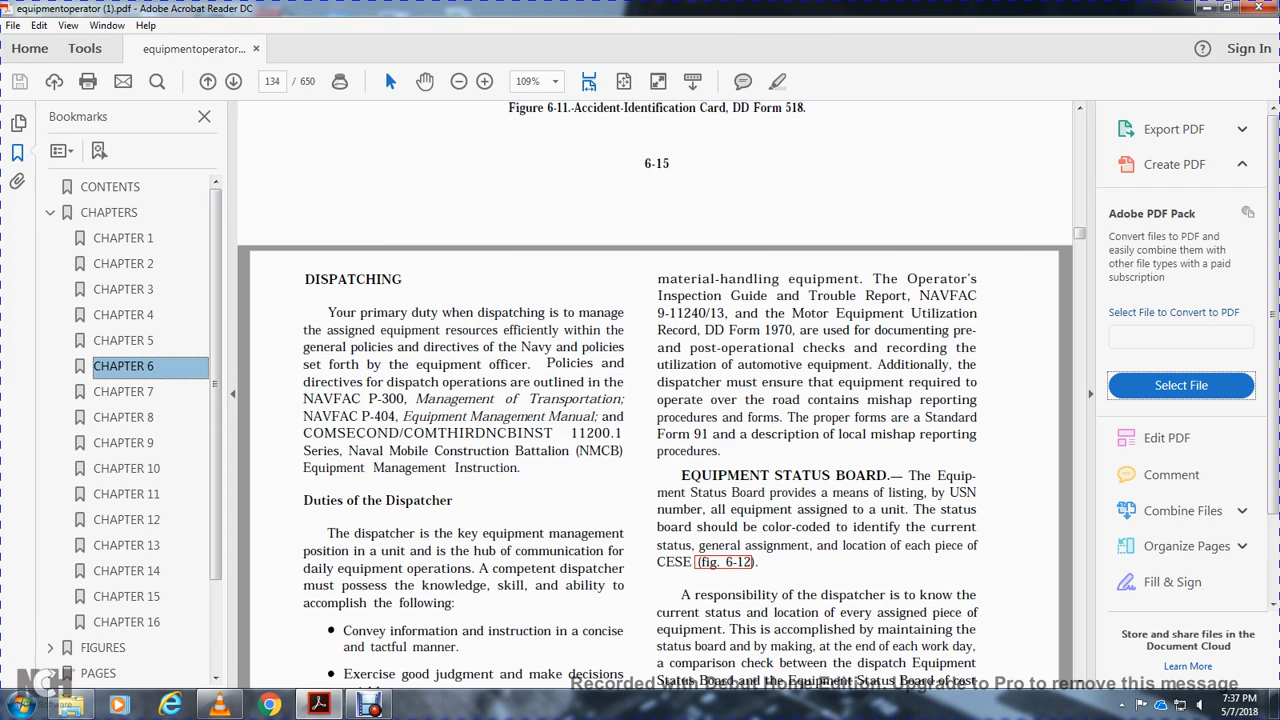 equipmentoperator (1).pdf - Adobe Acrobat Reader DC
File Edit View Window Help
Home Tools equipmentoperator... × Sign In
134 / 650 109%
Bookmarks
CONTENTS
CHAPTERS
CHAPTER 1
CHAPTER 2
CHAPTER 3
CHAPTER 4
CHAPTER 5
CHAPTER 6
CHAPTER 7
CHAPTER 8
CHAPTER 9
CHAPTER 10
CHAPTER 11
CHAPTER 12
CHAPTER 13
CHAPTER 14
CHAPTER 15
CHAPTER 16
FIGURES
PAGES
Figure 6-11.-Accident-Identification Card, DD Form 518.
6-15
DISPATCHING
Your primary duty when dispatching is to manage
the assigned equipment resources efficiently within the
general policies and directives of the Navy and policies
set forth by the equipment officer. Policies and
directives for dispatch operations are outlined in the
NAVFAC P-300, Management of Transportation;
NAVFAC P-404, Equipment Management Manual; and
COMSECOND/COMTHIRDNCBINST 11200.1
Series, Naval Mobile Construction Battalion (NMCB)
Equipment Management Instruction.
Duties of the Dispatcher
The dispatcher is the key equipment management
position in a unit and is the hub of communication for
daily equipment operations. A competent dispatcher
must possess the knowledge, skill, and ability to
accomplish the following:
• Convey information and instruction in a concise
and tactful manner.
• Exercise good judgment and make decisions
material-handling equipment. The Operator's
Inspection Guide and Trouble Report, NAVFAC
9-11240/13, and the Motor Equipment Utilization
Record, DD Form 1970, are used for documenting pre-
and post-operational checks and recording the
utilization of automotive equipment. Additionally, the
dispatcher must ensure that equipment required to
operate over the road contains mishap reporting
procedures and forms. The proper forms are a Standard
Form 91 and a description of local mishap reporting
procedures.
EQUIPMENT STATUS BOARD.— The Equip-
ment Status Board provides a means of listing, by USN
number, all equipment assigned to a unit. The status
board should be color-coded to identify the current
status, general assignment, and location of each piece of
CESE (fig. 6-12).
A responsibility of the dispatcher is to know the
current status and location of every assigned piece of
equipment. This is accomplished by maintaining the
status board and by making, at the end of each work day,
a comparison check between the dispatch Equipment
Status Board and the Equipment Status Board of cost
Export PDF
Create PDF
Adobe PDF Pack
Convert files to PDF and
easily combine them with
other file types with a paid
subscription
Select File to Convert to PDF
Select File
Edit PDF
Comment
Combine Files
Organize Pages
Fill & Sign
Store and share files in the
Document Cloud
Learn More
NCH Software
Recorded with Debut Home Edition. Upgrade to Pro to remove this message
7:37 PM
5/7/2018